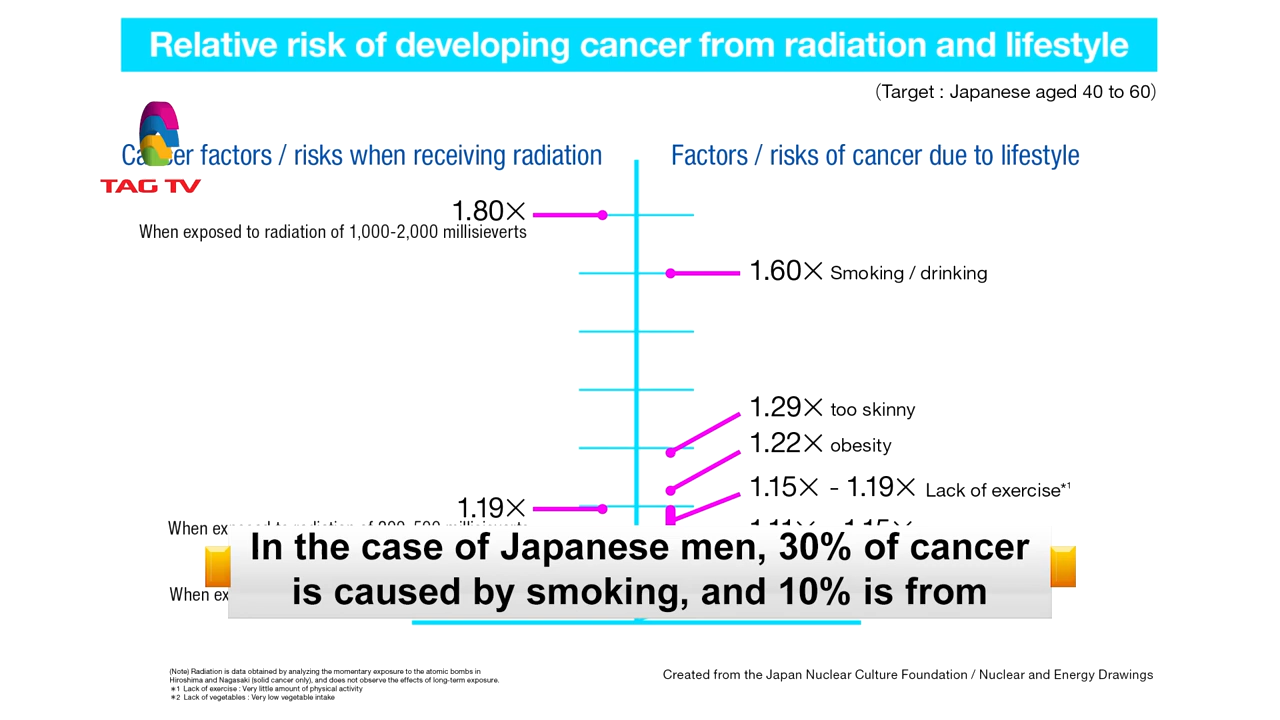 Relative risk of developing cancer from radiation and lifestyle
(Target : Japanese aged 40 to 60)
TAG TV
factors / risks when receiving radiation
Factors / risks of cancer due to lifestyle
1.80×
When exposed to radiation of 1,000-2,000 millisieverts
1.60× Smoking / drinking
1.29× too skinny
1.22× obesity
1.15× - 1.19× Lack of exercise*1
1.19×
When
In the case of Japanese men, 30% of cancer
is caused by smoking, and 10% is from
When
(Note) Radiation is data obtained by analyzing the momentary exposure to the atomic bombs in
Hiroshima and Nagasaki (solid cancer only), and does not observe the effects of long-term exposure.
*1 Lack of exercise : Very little amount of physical activity
*2 Lack of vegetables : Very low vegetable intake
Created from the Japan Nuclear Culture Foundation / Nuclear and Energy Drawings